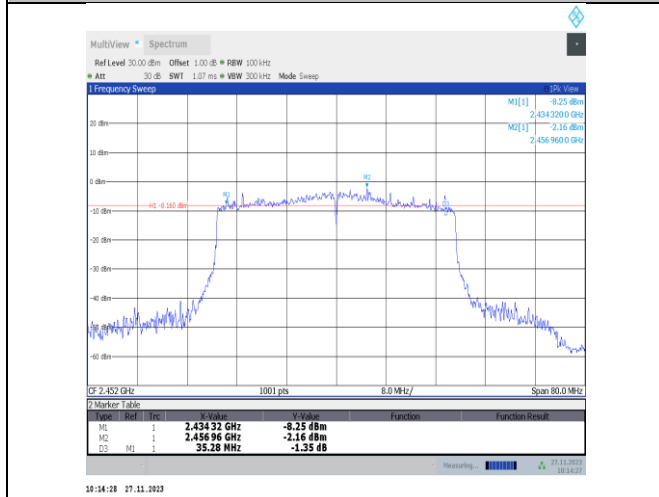 MultiView Spectrum
Ref Level 30.00 dBm Offset 1.00 dB RBW 100 kHz
Att 30 dB SWT 1.07 ms VBW 300 kHz Mode Sweep
1 Frequency Sweep 1Pk View
M1[1] -8.25 dBm
2.434 320 0 GHz
M2[1] -2.16 dBm
2.456 960 0 GHz
20 dBm
10 dBm
0 dBm
M2
M1
H1 -8.160 dBm
-10 dBm
-20 dBm
-30 dBm
-40 dBm
-60 dBm
CF 2.452 GHz 1001 pts 8.0 MHz/ Span 80.0 MHz
2 Marker Table
Type Ref Trc X-Value Y-Value Function Function Result
M1 1 2.434 32 GHz -8.25 dBm
M2 1 2.456 96 GHz -2.16 dBm
D3 M1 1 35.28 MHz -1.35 dB
Measuring... 27.11.2023
10:14:27
10:14:28 27.11.2023